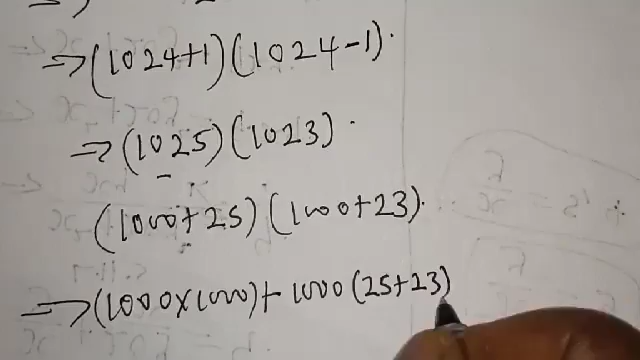 ⇒ (1024+1)(1024-1).
⇒ (1025)(1023).
(1000+25)(1000+23).
⇒ (1000×1000)+1000(25+23)